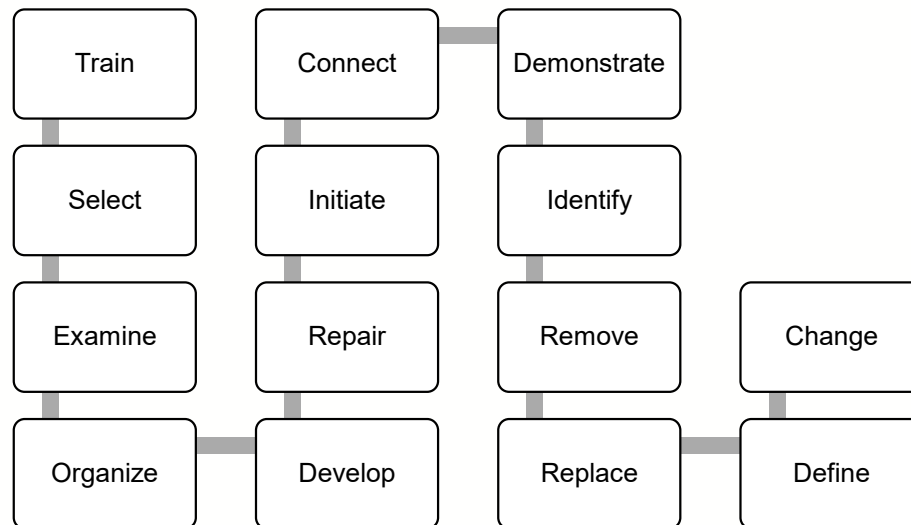 Train
Select
Examine
Organize
Develop
Repair
Initiate
Connect
Demonstrate
Identify
Remove
Replace
Define
Change